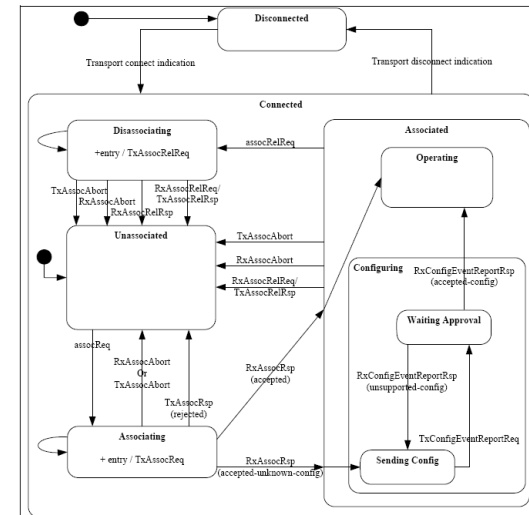 Disconnected
Transport connect indication
Transport disconnect indication
Connected
Disassociating
+entry / TxAssocRelReq
assocRelReq
Associated
Operating
TxAssocAbort
RxAssocAbort
RxAssocRelRsp
RxAssocRelReq/
TxAssocRelRsp
Unassociated
TxAssocAbort
RxAssocAbort
RxAssocRelReq/
TxAssocRelRsp
Configuring
RxConfigEventReportRsp
(accepted-config)
Waiting Approval
assocReq
RxAssocAbort
Or
TxAssocAbort
TxAssocRsp
(rejected)
RxAssocRsp
(accepted)
RxConfigEventReportRsp
(unsupported-config)
TxConfigEventReportReq
Associating
+ entry / TxAssocReq
RxAssocRsp
(accepted-unknown-config)
Sending Config